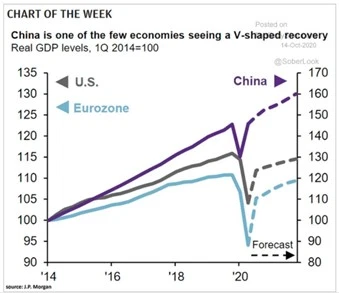 CHART OF THE WEEK
Posted on
China is one of the few economies seeing a V-shaped recovery
14-Oct-2020
Real GDP levels, 1Q 2014=100
@SoberLook
135 170
130 160
125 150
120 140
115 130
110 120
105 110
100 100
95 90
90 80
U.S.
China
Eurozone
Forecast
'14 '16 '18 '20
source: J.P. Morgan